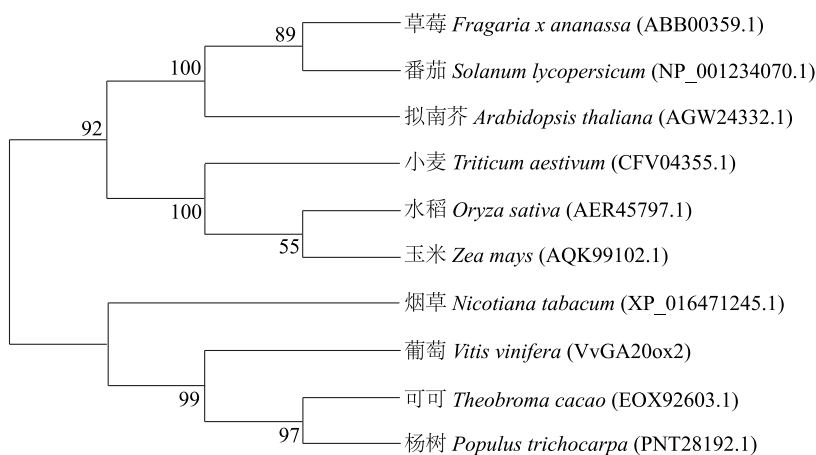 89
草莓 Fragaria x ananassa (ABB00359.1)
100
番茄 Solanum lycopersicum (NP_001234070.1)
92
拟南芥 Arabidopsis thaliana (AGW24332.1)
小麦 Triticum aestivum (CFV04355.1)
100
水稻 Oryza sativa (AER45797.1)
55
玉米 Zea mays (AQK99102.1)
烟草 Nicotiana tabacum (XP_016471245.1)
葡萄 Vitis vinifera (VvGA20ox2)
99
可可 Theobroma cacao (EOX92603.1)
97
杨树 Populus trichocarpa (PNT28192.1)